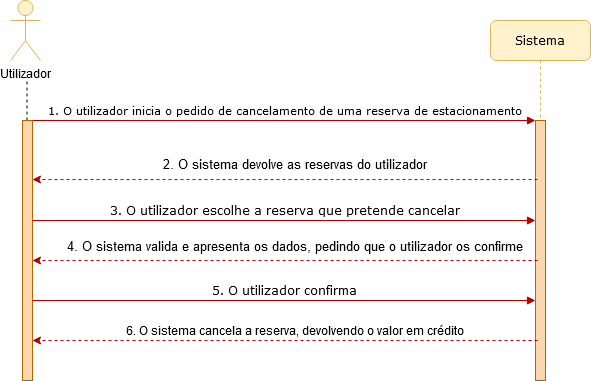 Sistema
Utilizador
1. O utilizador inicia o pedido de cancelamento de uma reserva de estacionamento
2. O sistema devolve as reservas do utilizador
3. O utilizador escolhe a reserva que pretende cancelar
4. O sistema valida e apresenta os dados, pedindo que o utilizador os confirme
5. O utilizador confirma
6. O sistema cancela a reserva, devolvendo o valor em crédito